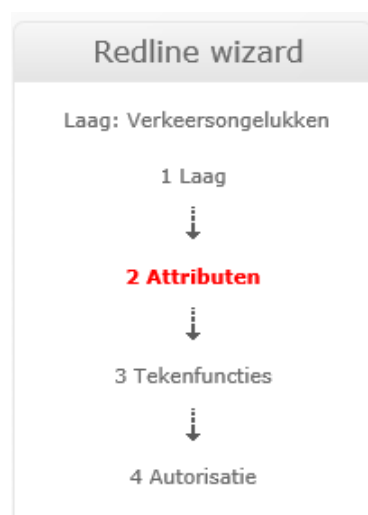 Redline wizard
Laag: Verkeersongelukken
1 Laag
2 Attributen
3 Tekenfuncties
4 Autorisatie